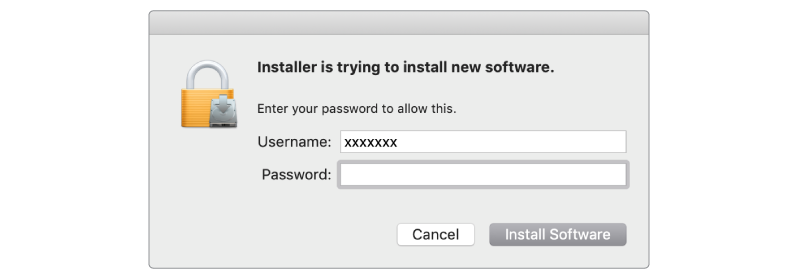 Installer is trying to install new software.
Enter your password to allow this.
Username: xxxxxxx
Password:
Cancel Install Software